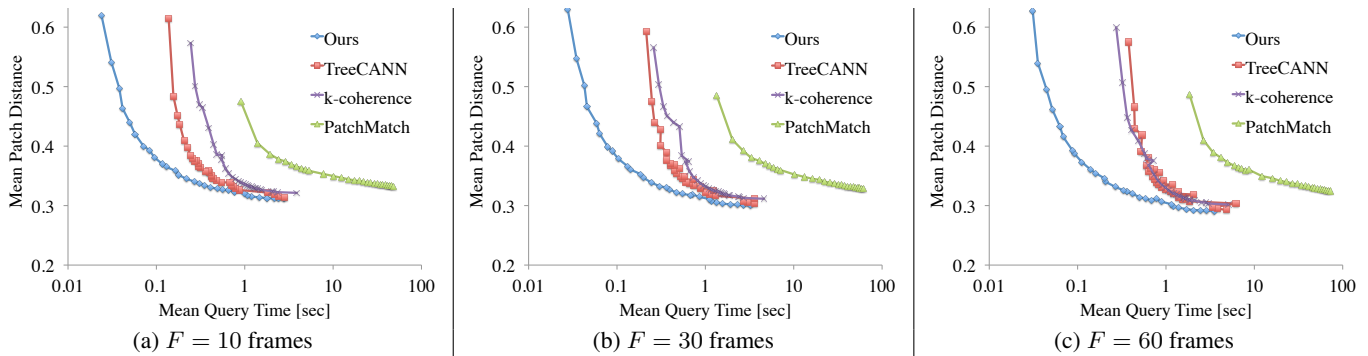 Mean Patch Distance
0.6
0.5
0.4
0.3
0.2
0.01 0.1 1 10 100
Mean Query Time [sec]
Ours
TreeCANN
k-coherence
PatchMatch
(a) F = 10 frames
Mean Patch Distance
0.6
0.5
0.4
0.3
0.2
0.01 0.1 1 10 100
Mean Query Time [sec]
Ours
TreeCANN
k-coherence
PatchMatch
(b) F = 30 frames
Mean Patch Distance
0.6
0.5
0.4
0.3
0.2
0.01 0.1 1 10 100
Mean Query Time [sec]
Ours
TreeCANN
k-coherence
PatchMatch
(c) F = 60 frames